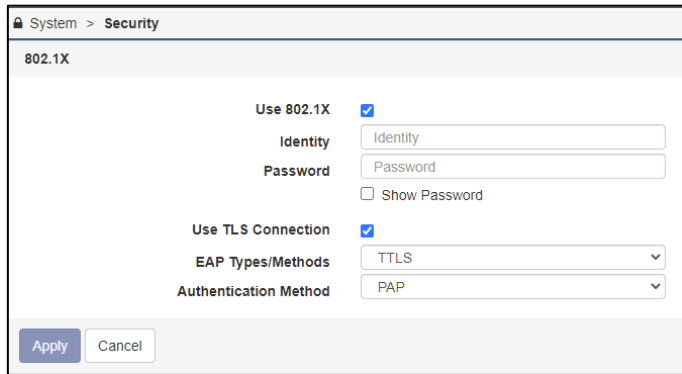 System > Security
802.1X
Use 802.1X
Identity Identity
Password Password
Show Password
Use TLS Connection
EAP Types/Methods TTLS
Authentication Method PAP
Apply Cancel